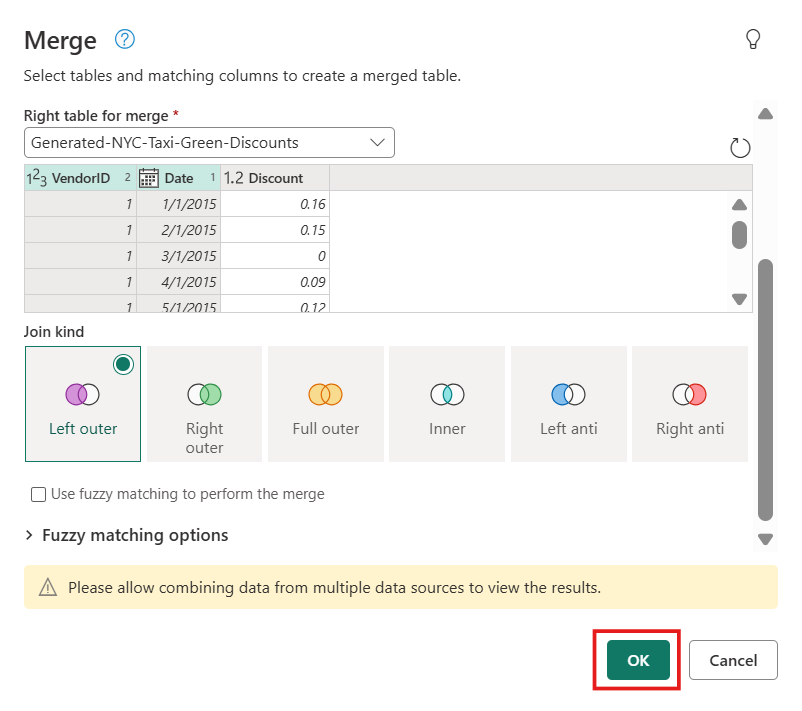 Merge ?
Select tables and matching columns to create a merged table.
Right table for merge *
Generated-NYC-Taxi-Green-Discounts
1²3 VendorID 2 Date 1 1.2 Discount
1 1/1/2015 0.16
1 2/1/2015 0.15
1 3/1/2015 0
1 4/1/2015 0.09
1 5/1/2015 0.12
Join kind
Left outer
Right
outer
Full outer
Inner
Left anti
Right anti
Use fuzzy matching to perform the merge
Fuzzy matching options
Please allow combining data from multiple data sources to view the results.
OK Cancel